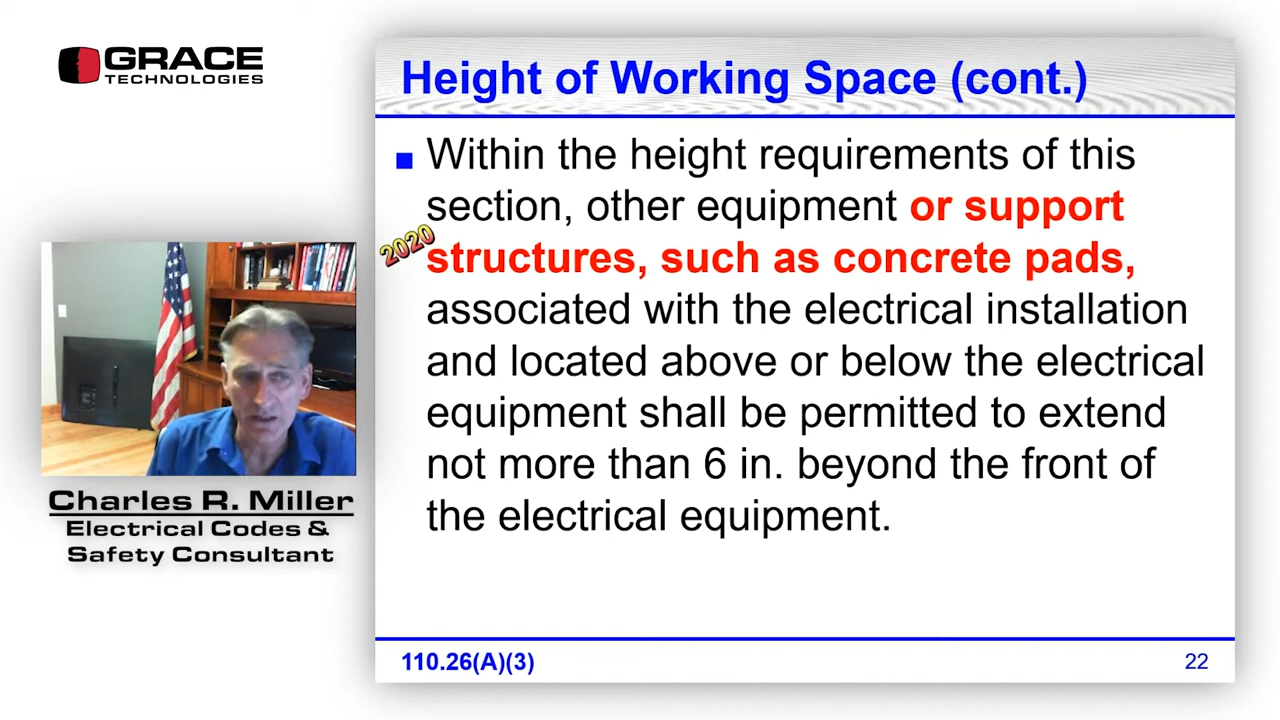 GRACE
TECHNOLOGIES
Charles R. Miller
Electrical Codes &
Safety Consultant
Height of Working Space (cont.)
Within the height requirements of this
section, other equipment or support
2020
structures, such as concrete pads,
associated with the electrical installation
and located above or below the electrical
equipment shall be permitted to extend
not more than 6 in. beyond the front of
the electrical equipment.
110.26(A)(3)
22